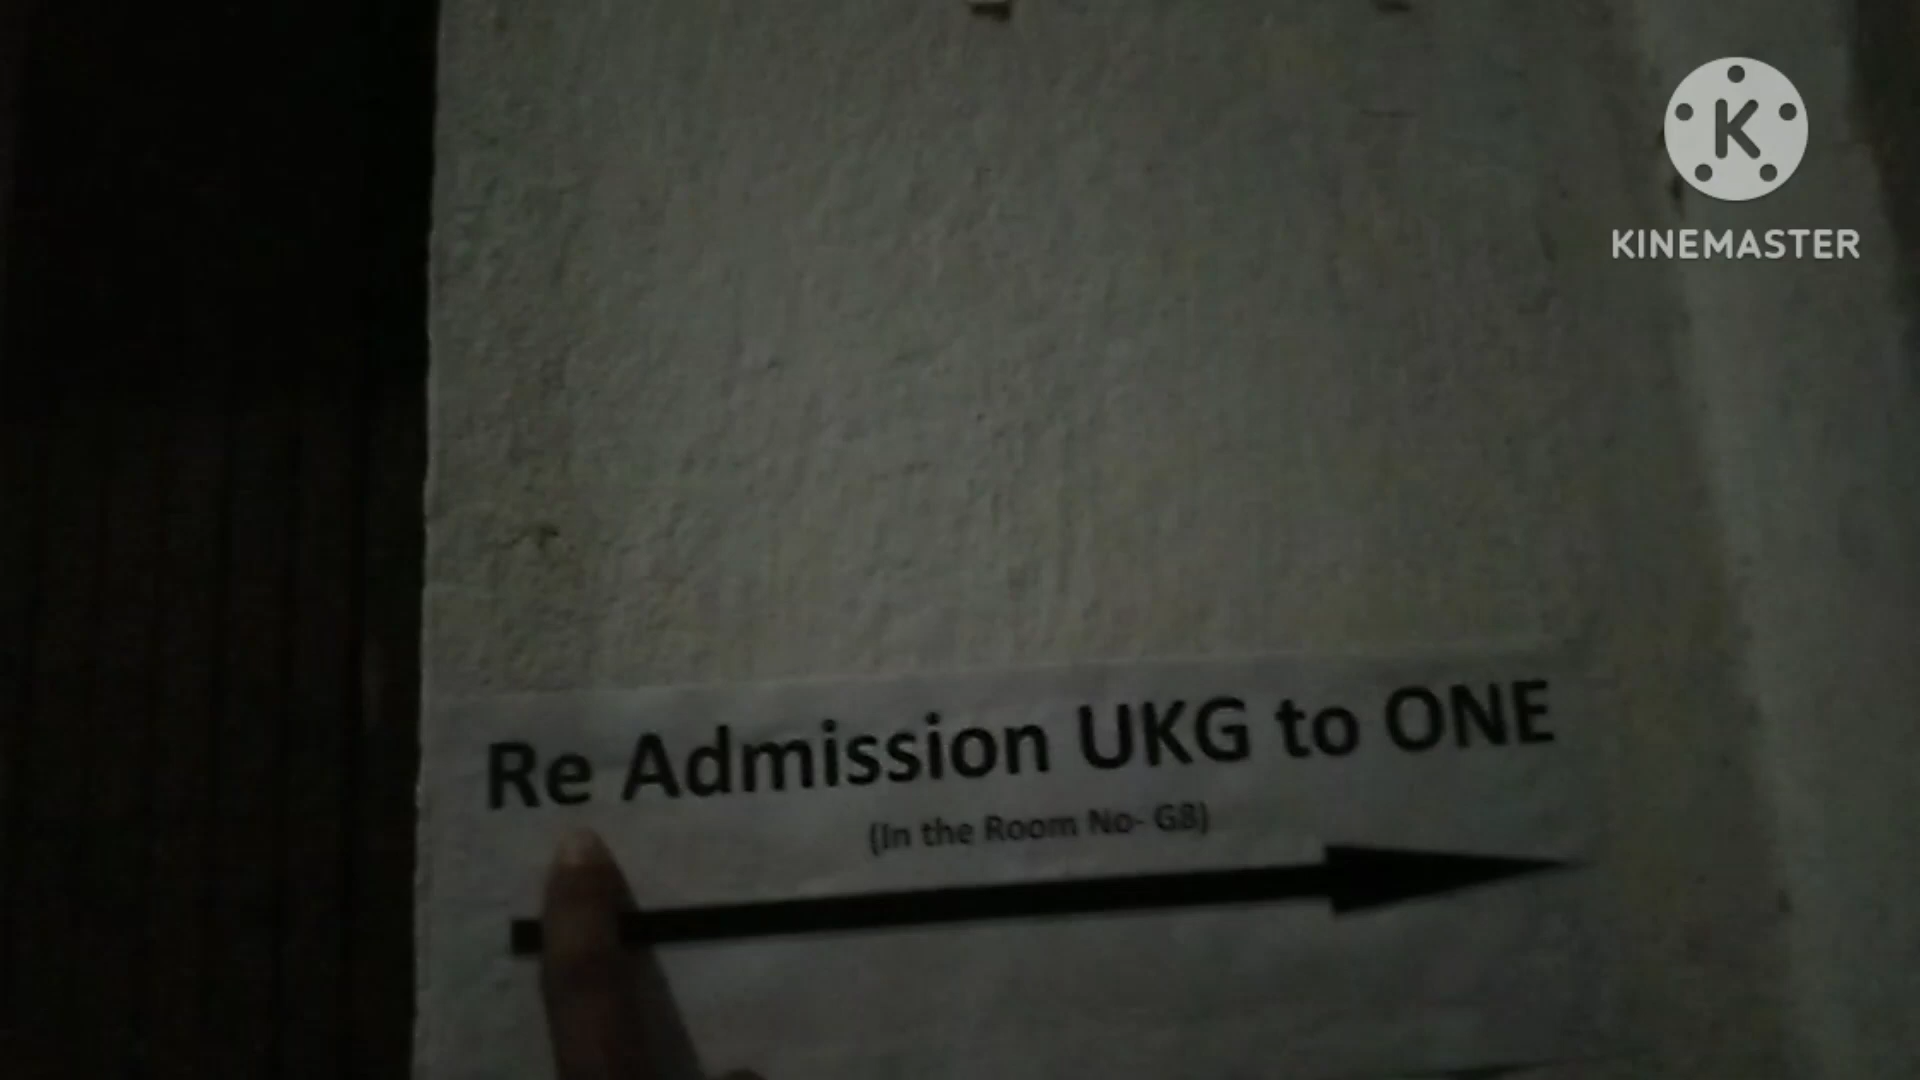 K
KINEMASTER
Re Admission UKG to ONE
(In the Room No- G8)